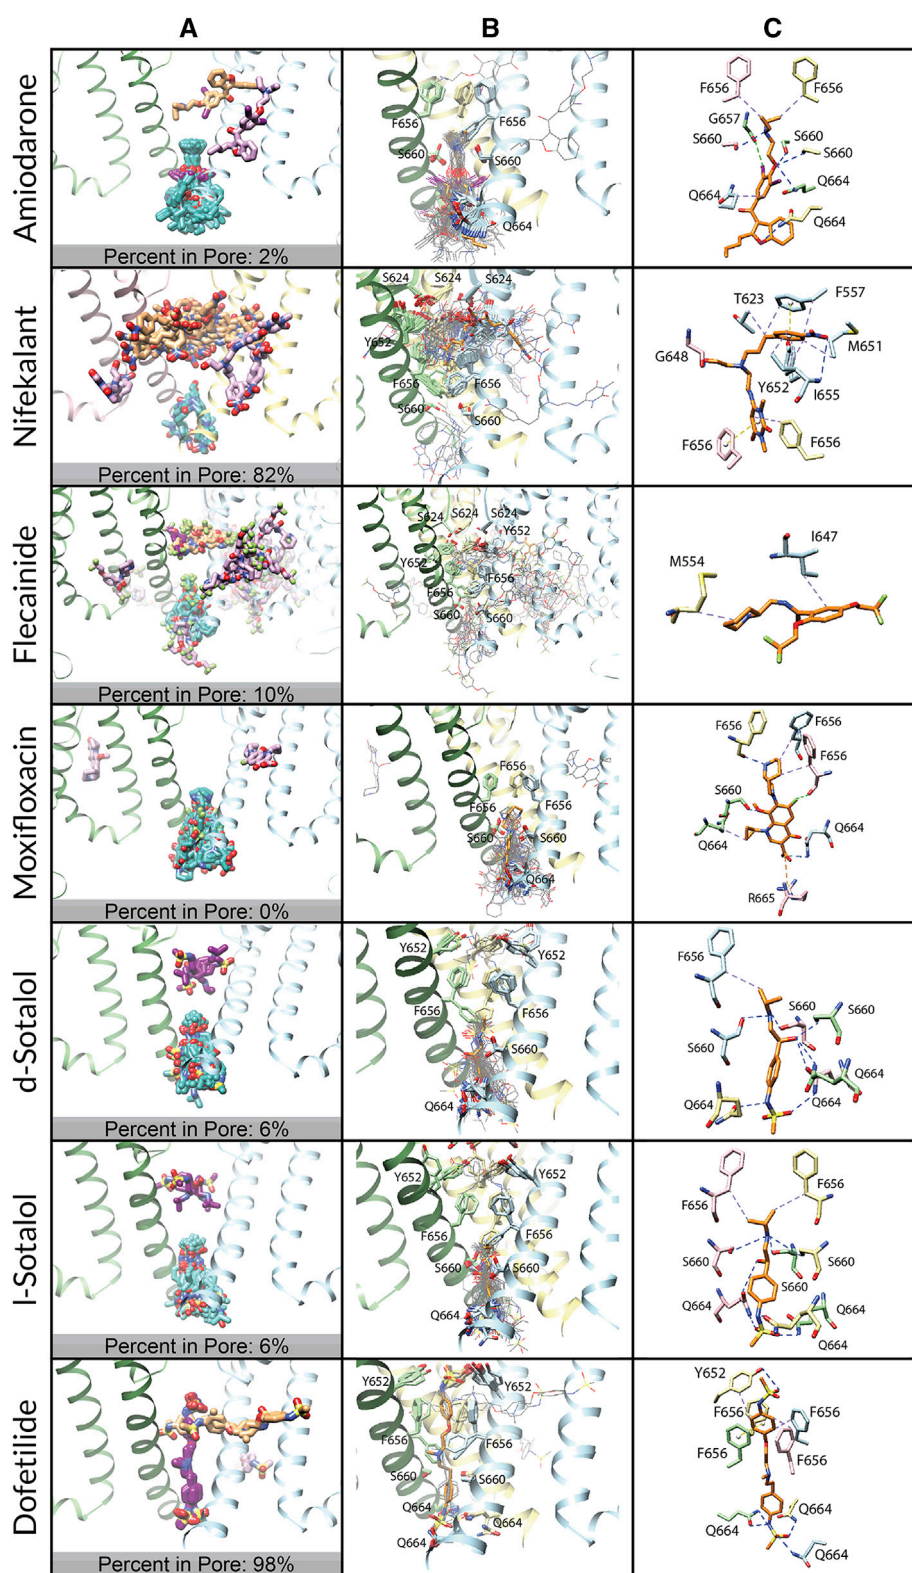 A
B
C
Amiodarone
Percent in Pore: 2%
F656
F656
S660
S660
Q664
F656
F656
G657
S660
S660
S660
Q664
Q664
Q664
Nifekalant
Percent in Pore: 82%
S624
S624
S624
Y652
F656
F656
S660
S660
T623
F557
G648
M651
Y652
I655
F656
F656
Flecainide
Percent in Pore: 10%
S624
S624
S624
Y652
Y652
F656
F656
S660
S660
I647
M554
Moxifloxacin
Percent in Pore: 0%
F656
F656
F656
S660
S660
Q664
F656
F656
F656
S660
Q664
Q664
R665
d-Sotalol
Percent in Pore: 6%
Y652
Y652
F656
F656
S660
Q664
F656
S660
S660
S660
Q664
Q664
Q664
l-Sotalol
Percent in Pore: 6%
Y652
Y652
F656
F656
S660
S660
Q664
Q664
F656
F656
S660
S660
S660
Q664
Q664
Q664
Dofetilide
Percent in Pore: 98%
Y652
Y652
F656
F656
S660
S660
Q664
Q664
Q664
Y652
F656
F656
F656
F656
Q664
Q664
Q664